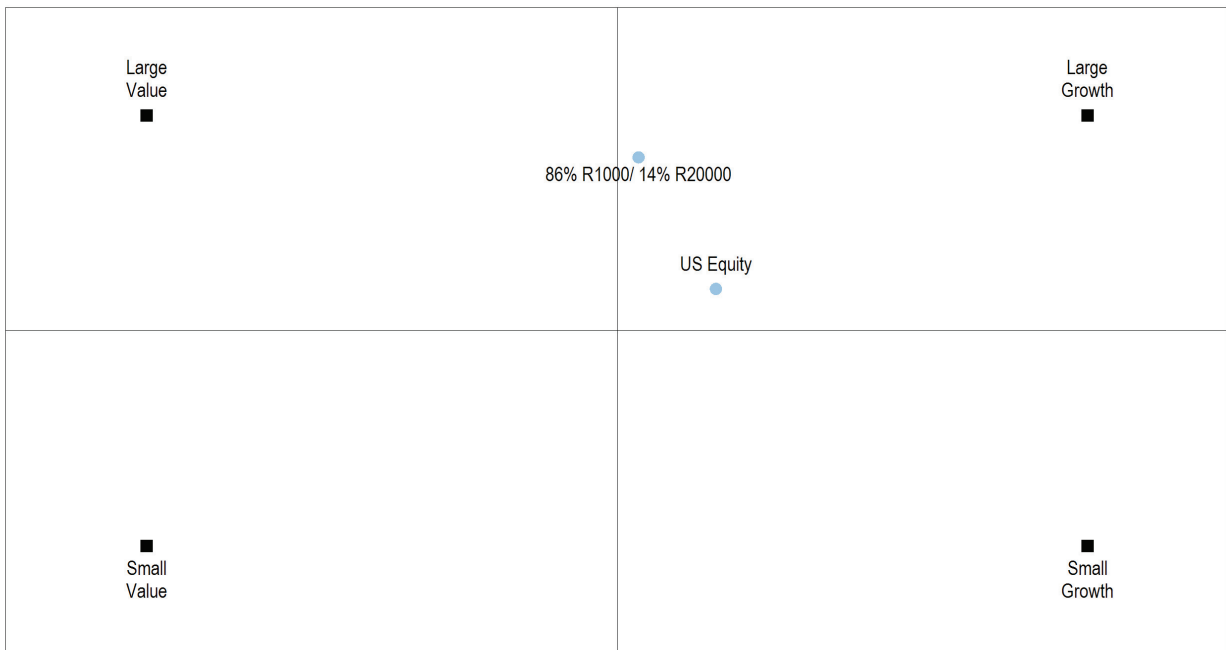 Large
Value
Large
Growth
86% R1000/ 14% R20000
US Equity
Small
Value
Small
Growth